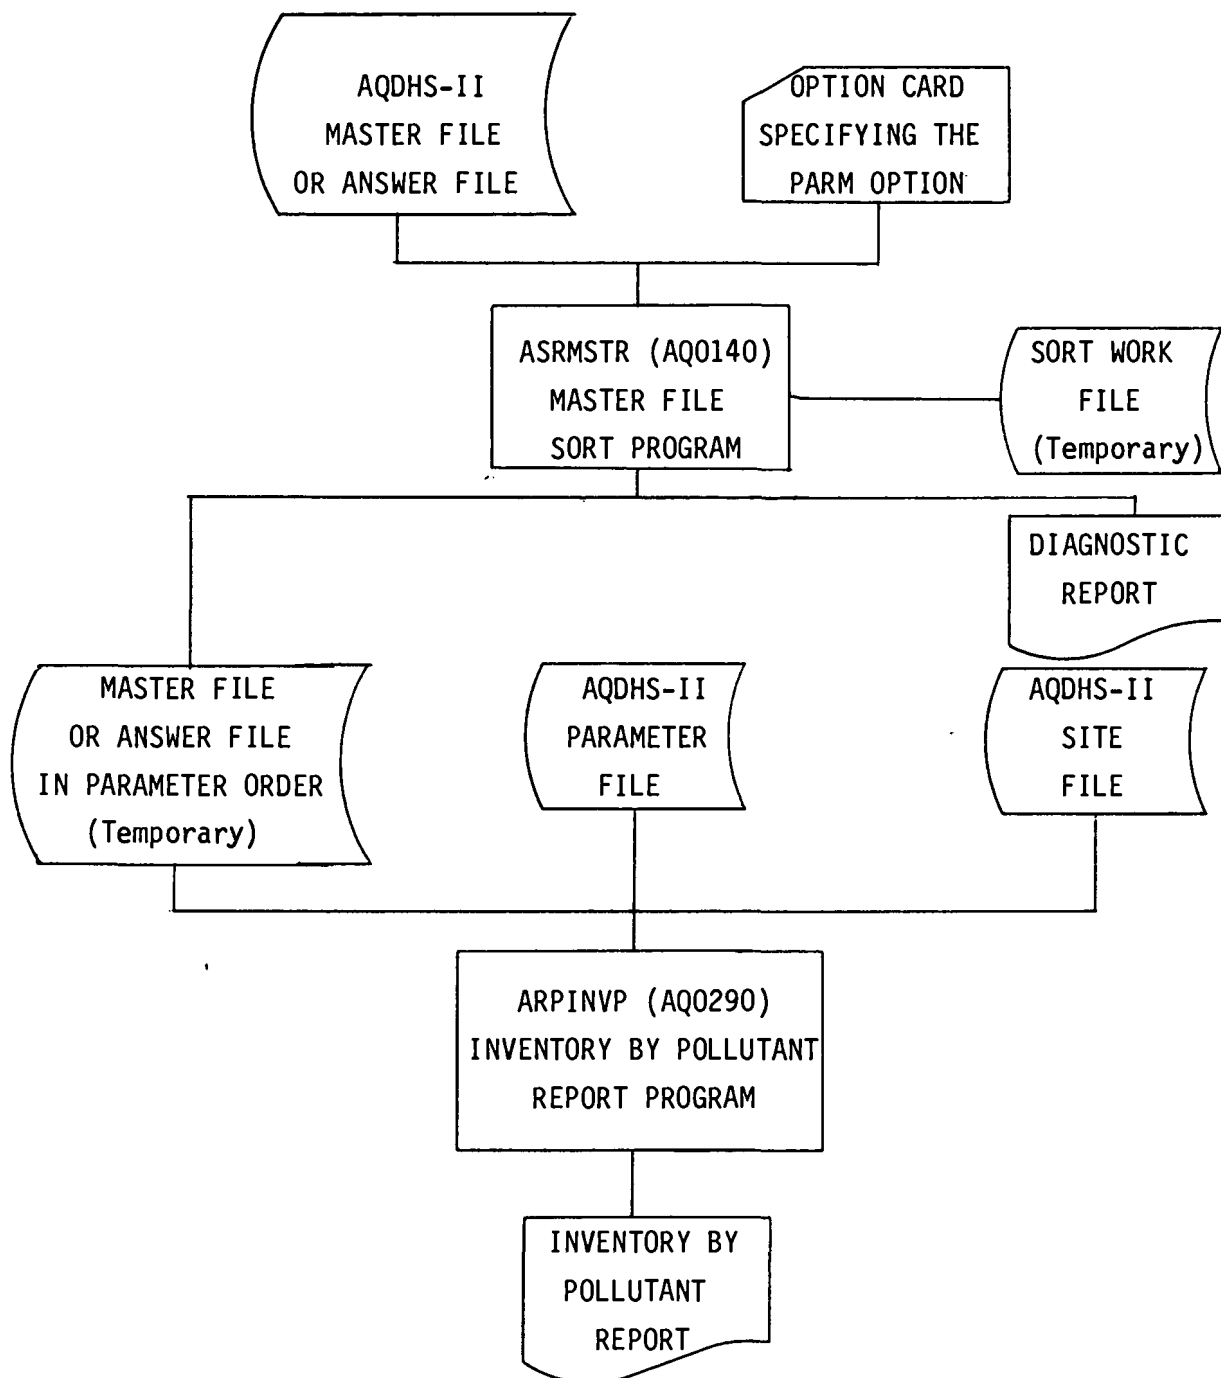 AQDHS-II
MASTER FILE
OR ANSWER FILE
OPTION CARD
SPECIFYING THE
PARM OPTION
ASRMSTR (AQ0140)
MASTER FILE
SORT PROGRAM
SORT WORK
FILE
(Temporary)
DIAGNOSTIC
REPORT
MASTER FILE
OR ANSWER FILE
IN PARAMETER ORDER
(Temporary)
AQDHS-II
PARAMETER
FILE
AQDHS-II
SITE
FILE
ARPINVP (AQ0290)
INVENTORY BY POLLUTANT
REPORT PROGRAM
INVENTORY BY
POLLUTANT
REPORT